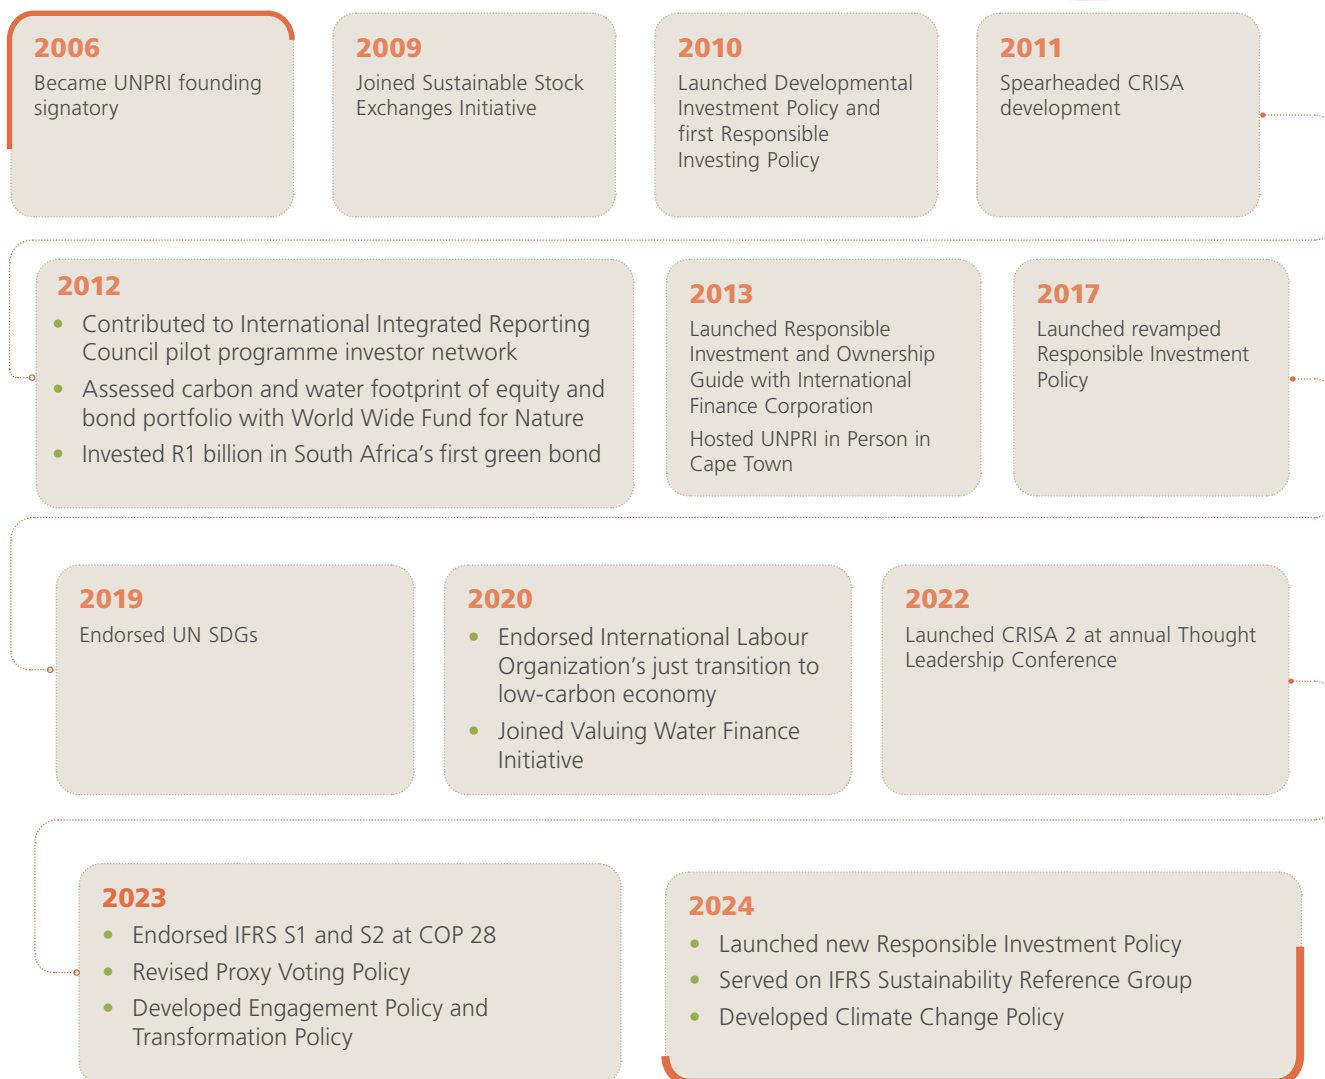 2006
Became UNPRI founding
signatory
2009
Joined Sustainable Stock
Exchanges Initiative
2010
Launched Developmental
Investment Policy and
first Responsible
Investing Policy
2011
Spearheaded CRISA
development
2012
• Contributed to International Integrated Reporting
Council pilot programme investor network
• Assessed carbon and water footprint of equity and
bond portfolio with World Wide Fund for Nature
• Invested R1 billion in South Africa’s first green bond
2013
Launched Responsible
Investment and Ownership
Guide with International
Finance Corporation
Hosted UNPRI in Person in
Cape Town
2017
Launched revamped
Responsible Investment
Policy
2019
Endorsed UN SDGs
2020
• Endorsed International Labour
Organization’s just transition to
low-carbon economy
• Joined Valuing Water Finance
Initiative
2022
Launched CRISA 2 at annual Thought
Leadership Conference
2023
• Endorsed IFRS S1 and S2 at COP 28
• Revised Proxy Voting Policy
• Developed Engagement Policy and
Transformation Policy
2024
• Launched new Responsible Investment Policy
• Served on IFRS Sustainability Reference Group
• Developed Climate Change Policy